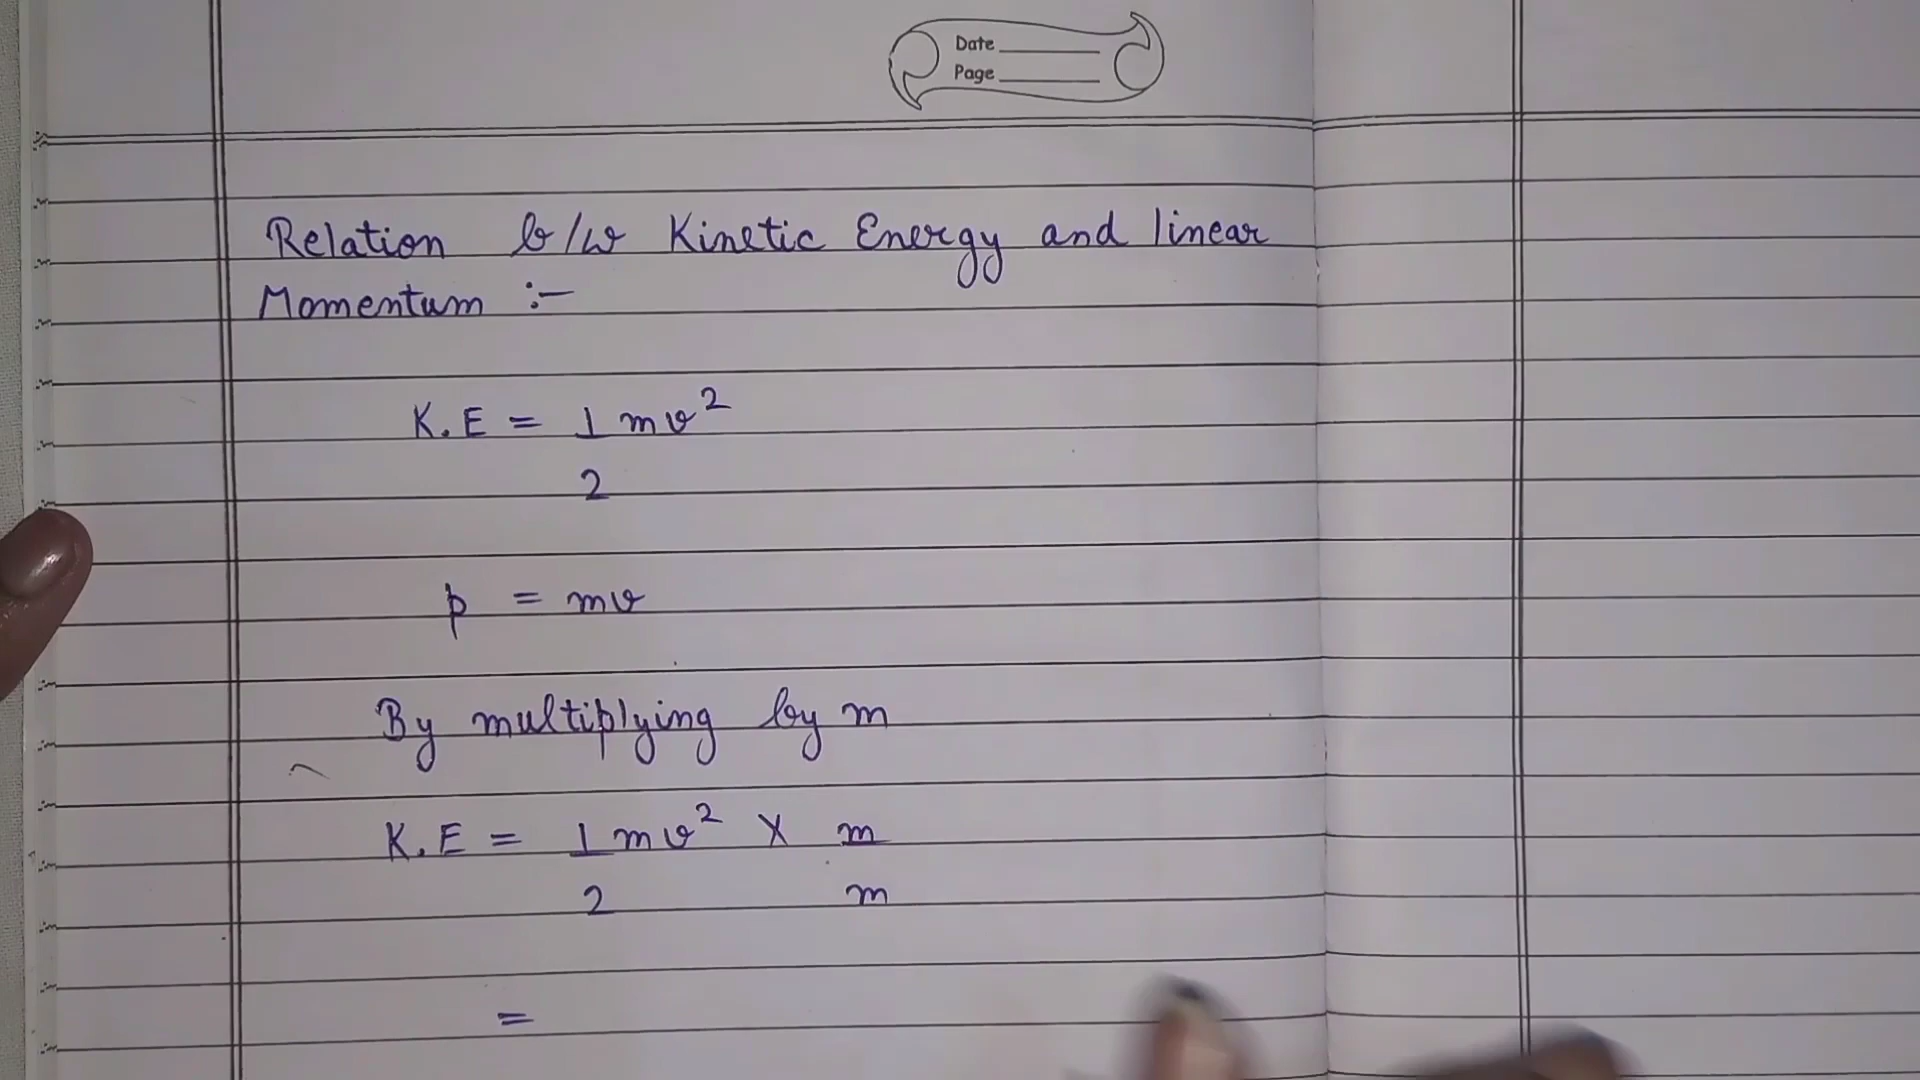 Date
Page
Relation b/w Kinetic Energy and linear
Momentum :-
K.E = 1 mv²
2
p = mv
By multiplying by m
K.E = 1 mv² X m
2 m
=